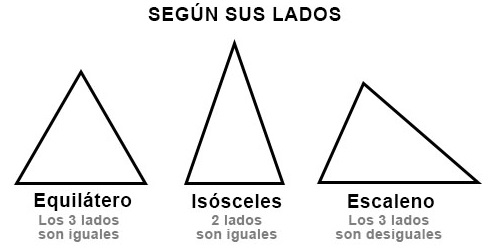 SEGÚN SUS LADOS
Equilátero
Los 3 lados
son iguales
Isósceles
2 lados
son iguales
Escaleno
Los 3 lados
son desiguales